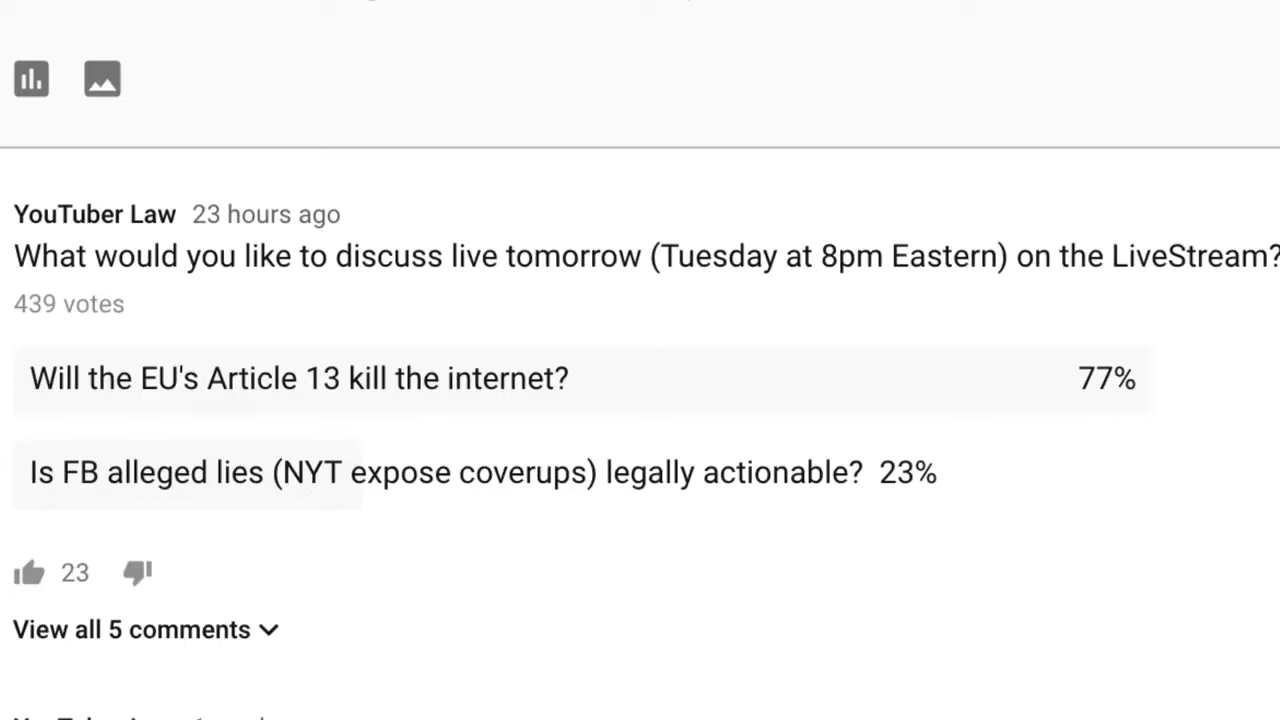 YouTuber Law 23 hours ago
What would you like to discuss live tomorrow (Tuesday at 8pm Eastern) on the LiveStream?
439 votes
Will the EU's Article 13 kill the internet? 77%
Is FB alleged lies (NYT expose coverups) legally actionable? 23%
23
View all 5 comments